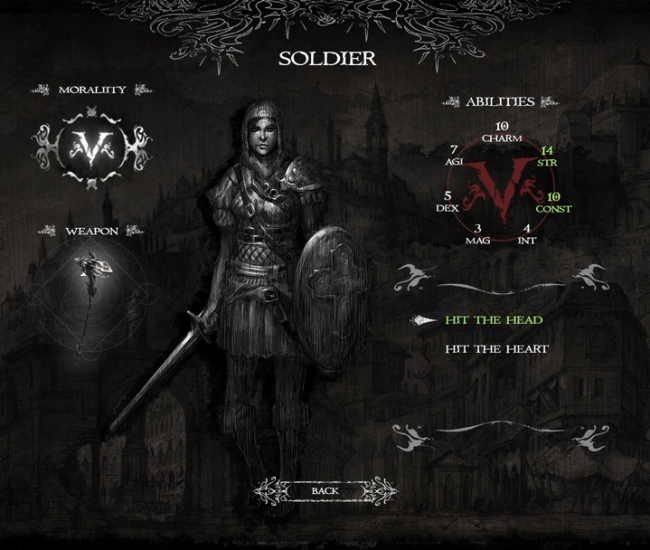 SOLDIER
MORALITY
V
WEAPON
ABILITIES
10
CHARM
7
AGI
14
STR
V
5
DEX
10
CONST
3
MAG
4
INT
HIT THE HEAD
HIT THE HEART
BACK